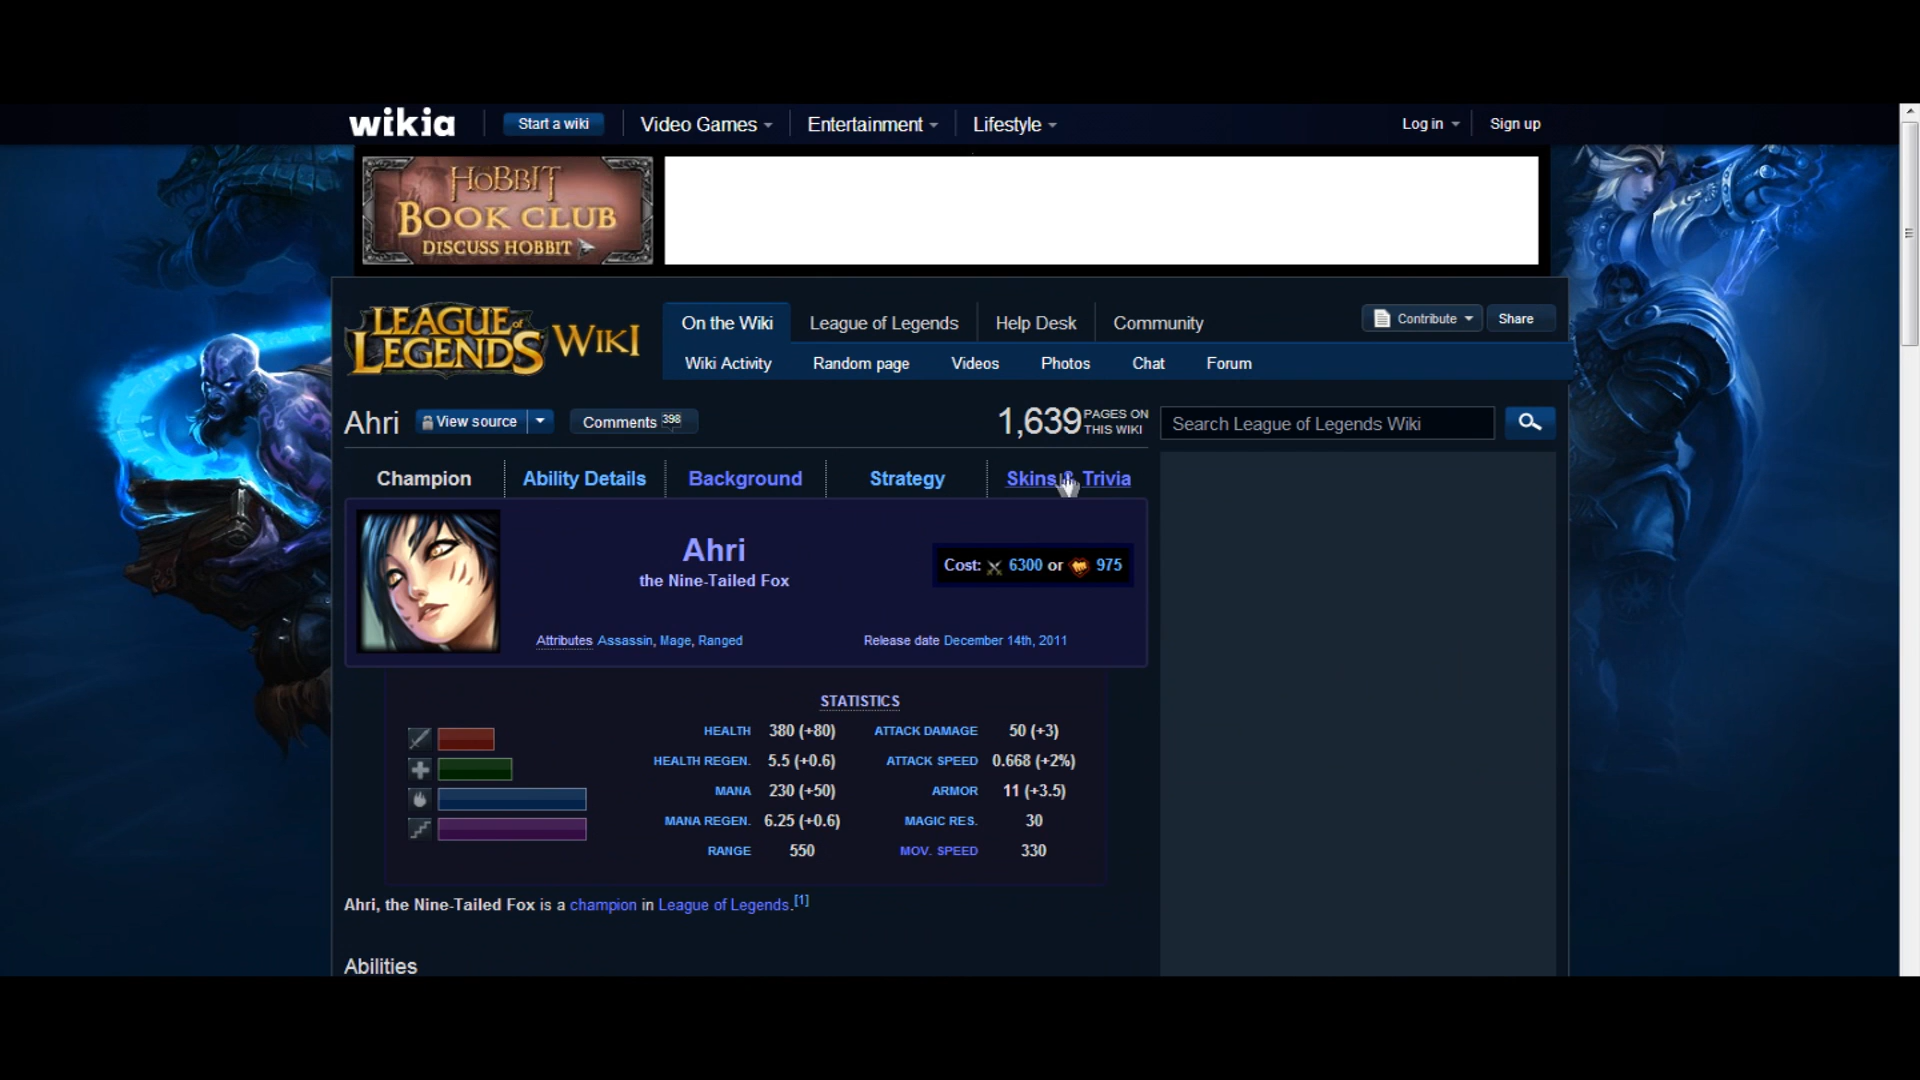 wikia Start a wiki Video Games Entertainment Lifestyle Log in Sign up
HOBBIT
BOOK CLUB
DISCUSS HOBBIT
LEAGUE of
LEGENDS WIKI
On the Wiki League of Legends Help Desk Community Contribute Share
Wiki Activity Random page Videos Photos Chat Forum
Ahri View source Comments 398 1,639 PAGES ON THIS WIKI Search League of Legends Wiki
Champion Ability Details Background Strategy Skins & Trivia
Ahri
the Nine-Tailed Fox
Cost: 6300 or 975
Attributes Assassin, Mage, Ranged Release date December 14th, 2011
STATISTICS
HEALTH 380 (+80) ATTACK DAMAGE 50 (+3)
HEALTH REGEN. 5.5 (+0.6) ATTACK SPEED 0.668 (+2%)
MANA 230 (+50) ARMOR 11 (+3.5)
MANA REGEN. 6.25 (+0.6) MAGIC RES. 30
RANGE 550 MOV. SPEED 330
Ahri, the Nine-Tailed Fox is a champion in League of Legends.[1]
Abilities